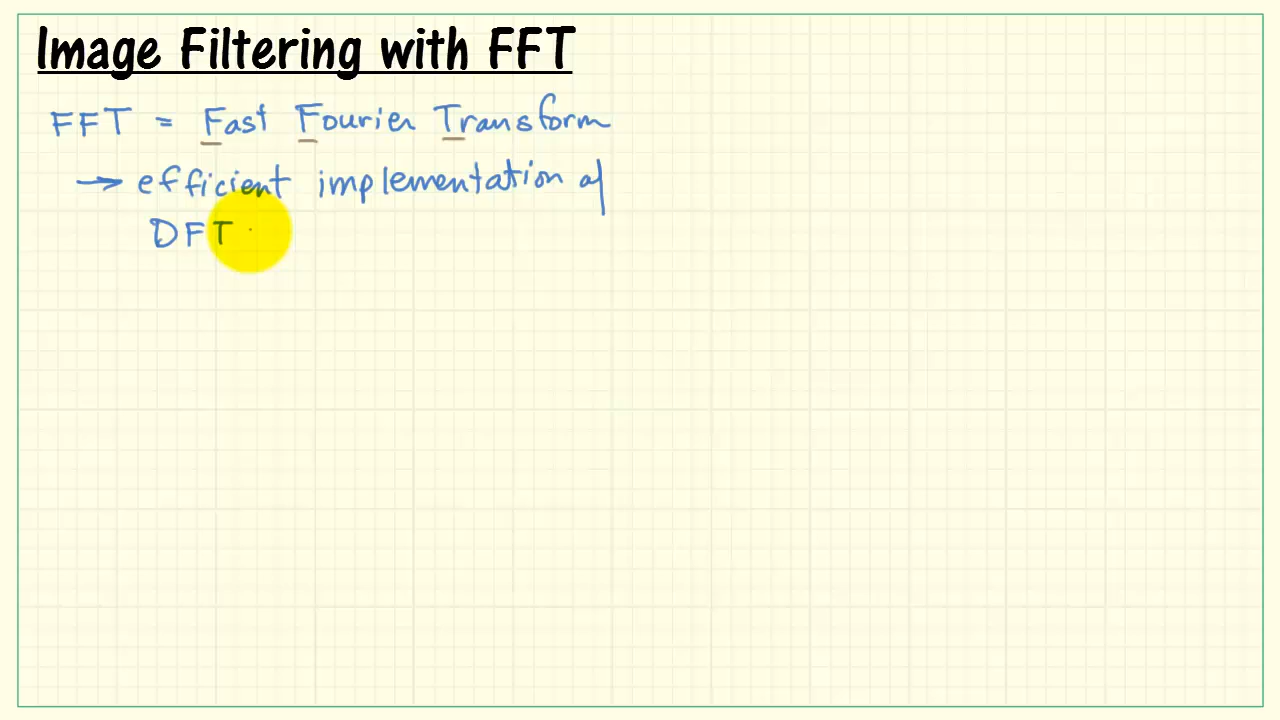 Image Filtering with FFT
FFT = Fast Fourier Transform
→ efficient implementation of
DFT